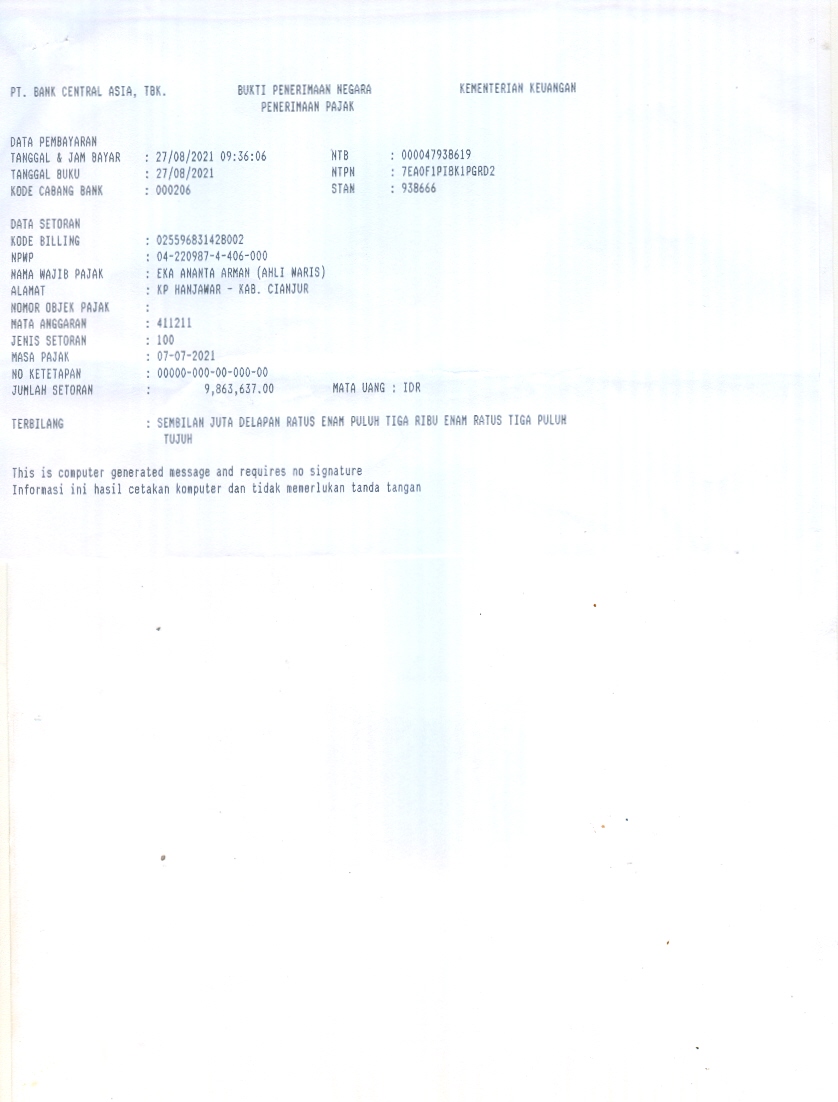 PT. BANK CENTRAL ASIA, TBK. BUKTI PENERIMAAN NEGARA KEMENTERIAN KEUANGAN
PENERIMAAN PAJAK
DATA PEMBAYARAN
TANGGAL & JAM BAYAR : 27/08/2021 09:36:06 NTB : 000047938619
TANGGAL BUKU : 27/08/2021 NTPN : 7EA0F1PIBK1PGRD2
KODE CABANG BANK : 000206 STAN : 938666
DATA SETORAN
KODE BILLING : 025596831428002
NPWP : 04-220987-4-406-000
NAMA WAJIB PAJAK : EKA ANANTA ARMAN (AHLI WARIS)
ALAMAT : KP HANJAWAR - KAB. CIANJUR
NOMOR OBJEK PAJAK :
MATA ANGGARAN : 411211
JENIS SETORAN : 100
MASA PAJAK : 07-07-2021
NO KETETAPAN : 00000-000-00-000-00
JUMLAH SETORAN : 9,863,637.00 MATA UANG : IDR
TERBILANG : SEMBILAN JUTA DELAPAN RATUS ENAM PULUH TIGA RIBU ENAM RATUS TIGA PULUH
TUJUH
This is computer generated message and requires no signature
Informasi ini hasil cetakan komputer dan tidak memerlukan tanda tangan